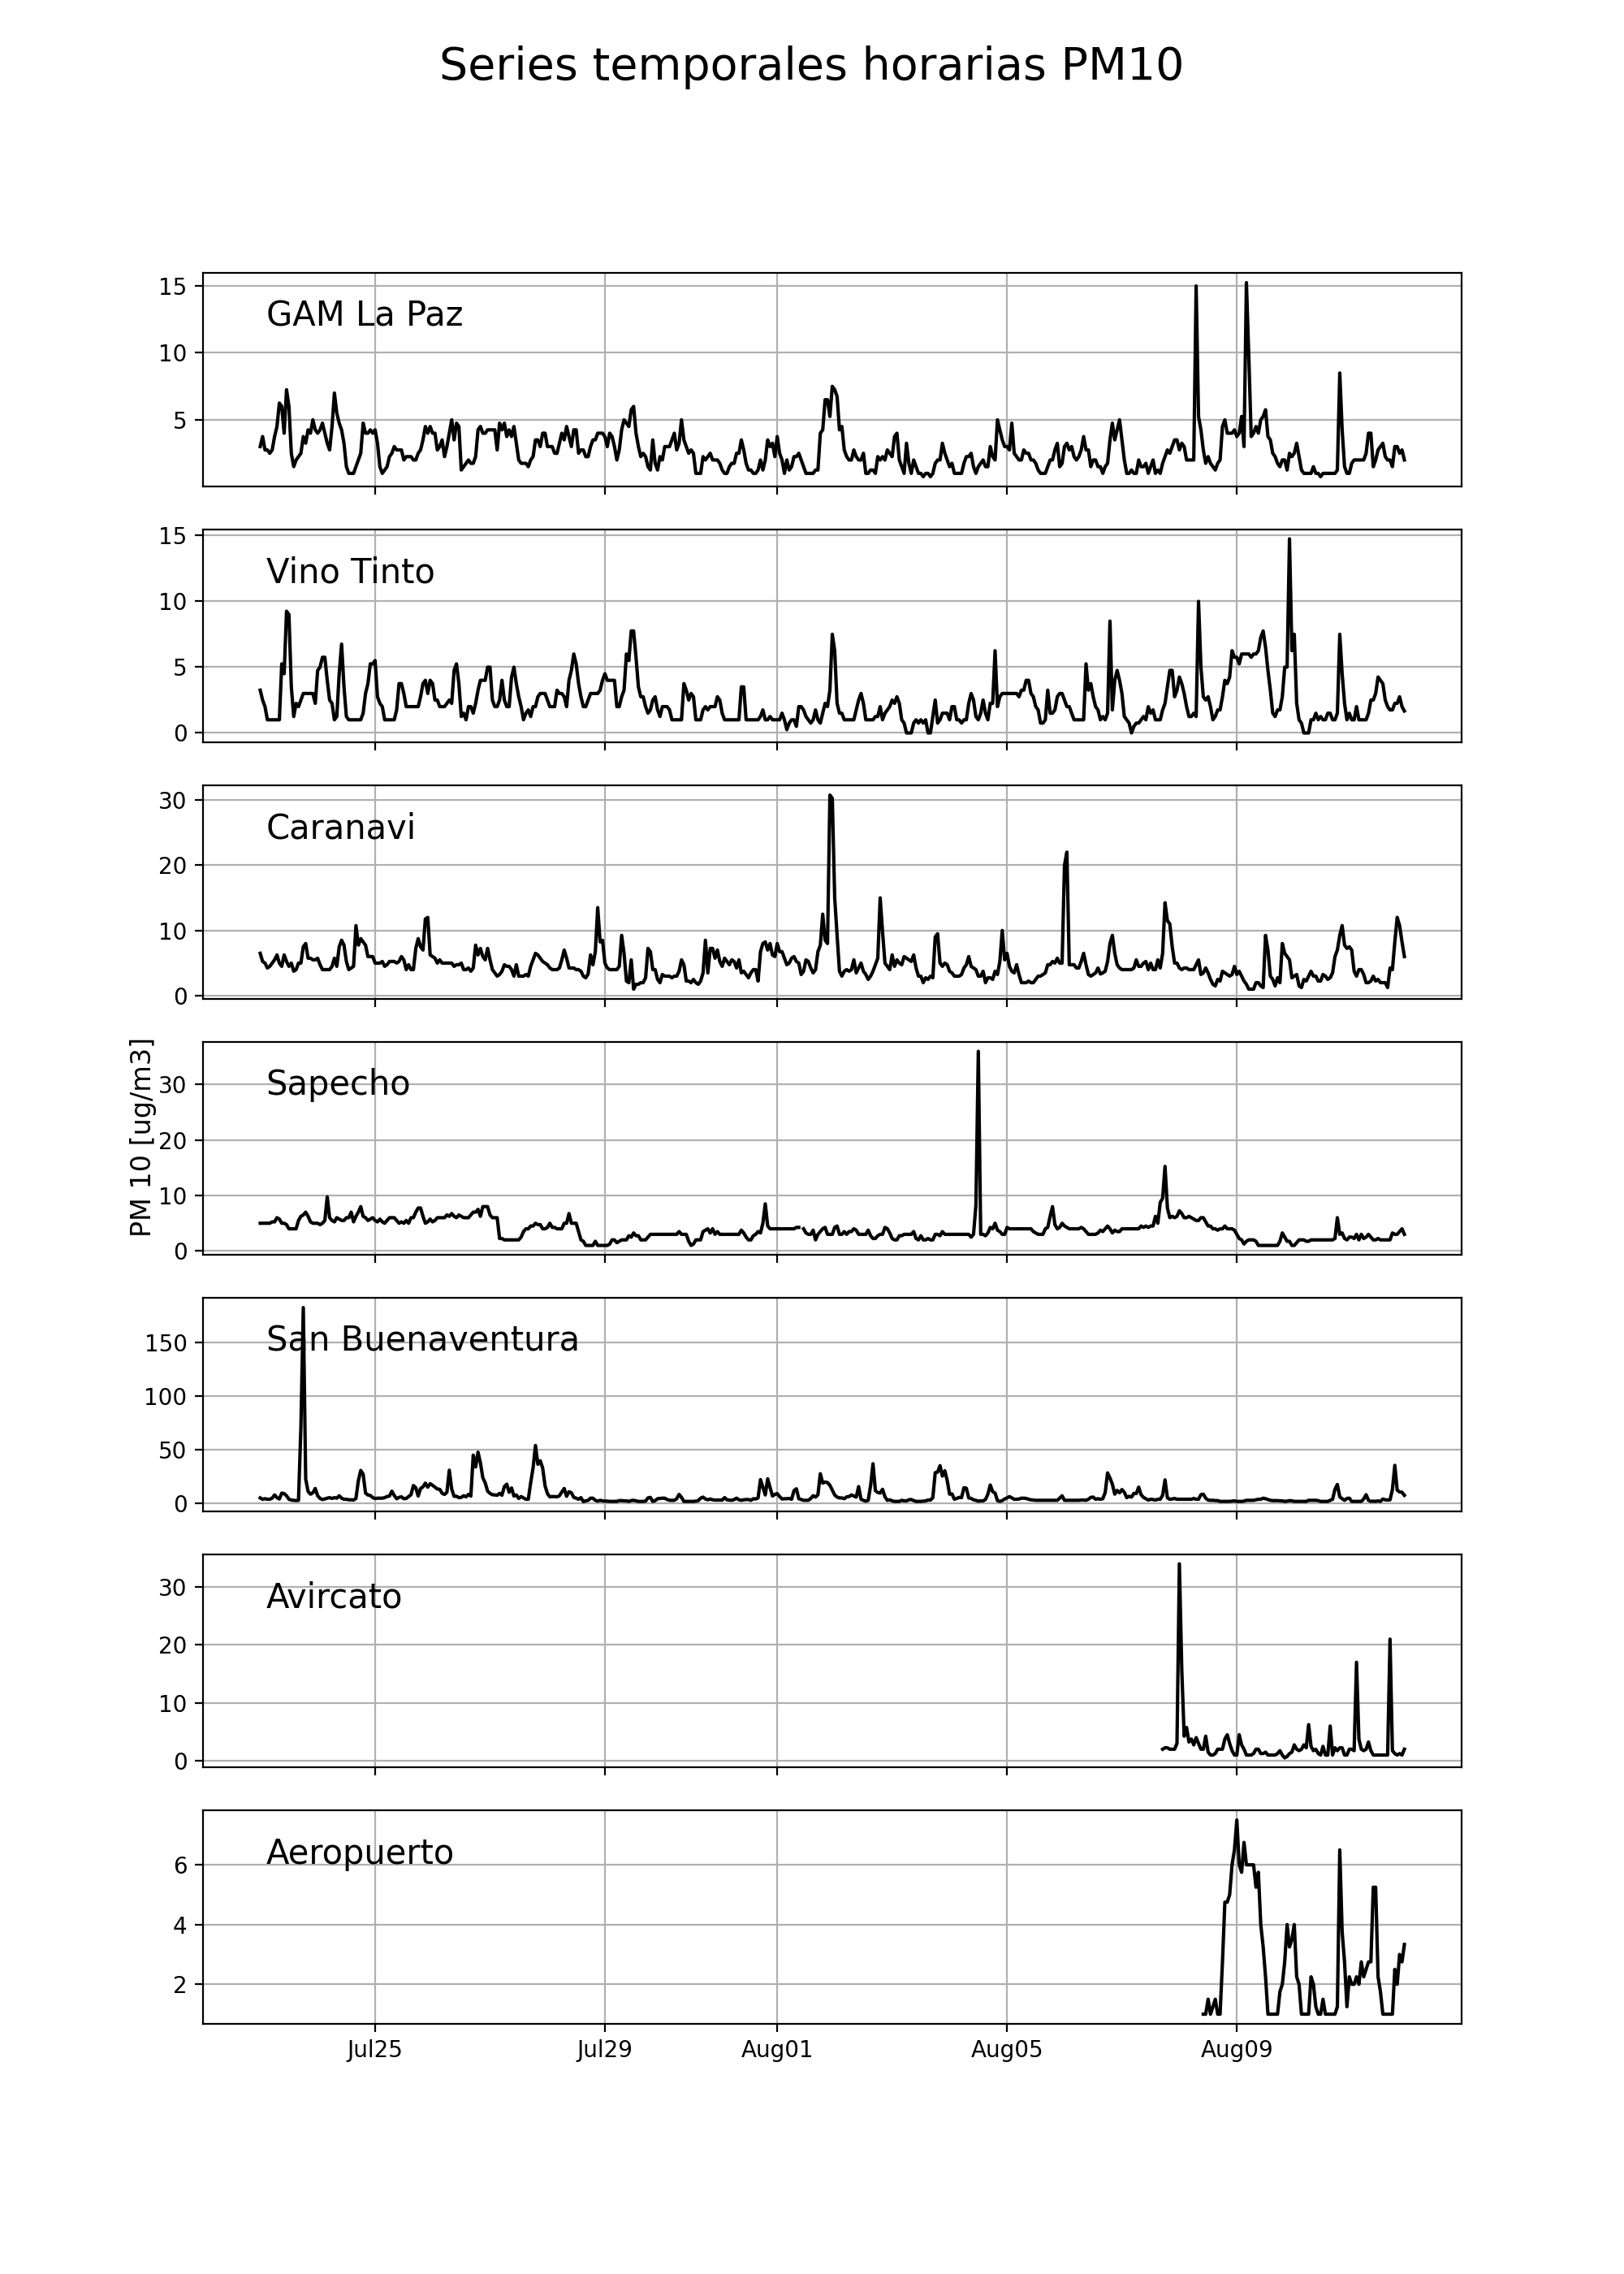 Series temporales horarias PM10
15
GAM La Paz
10
5
15
Vino Tinto
10
5
0
30
Caranavi
20
10
0
PM 10 [ug/m3]
30
Sapecho
20
10
0
150
San Buenaventura
100
50
0
30
Avircato
20
10
0
6
Aeropuerto
4
2
Jul25 Jul29 Aug01 Aug05 Aug09